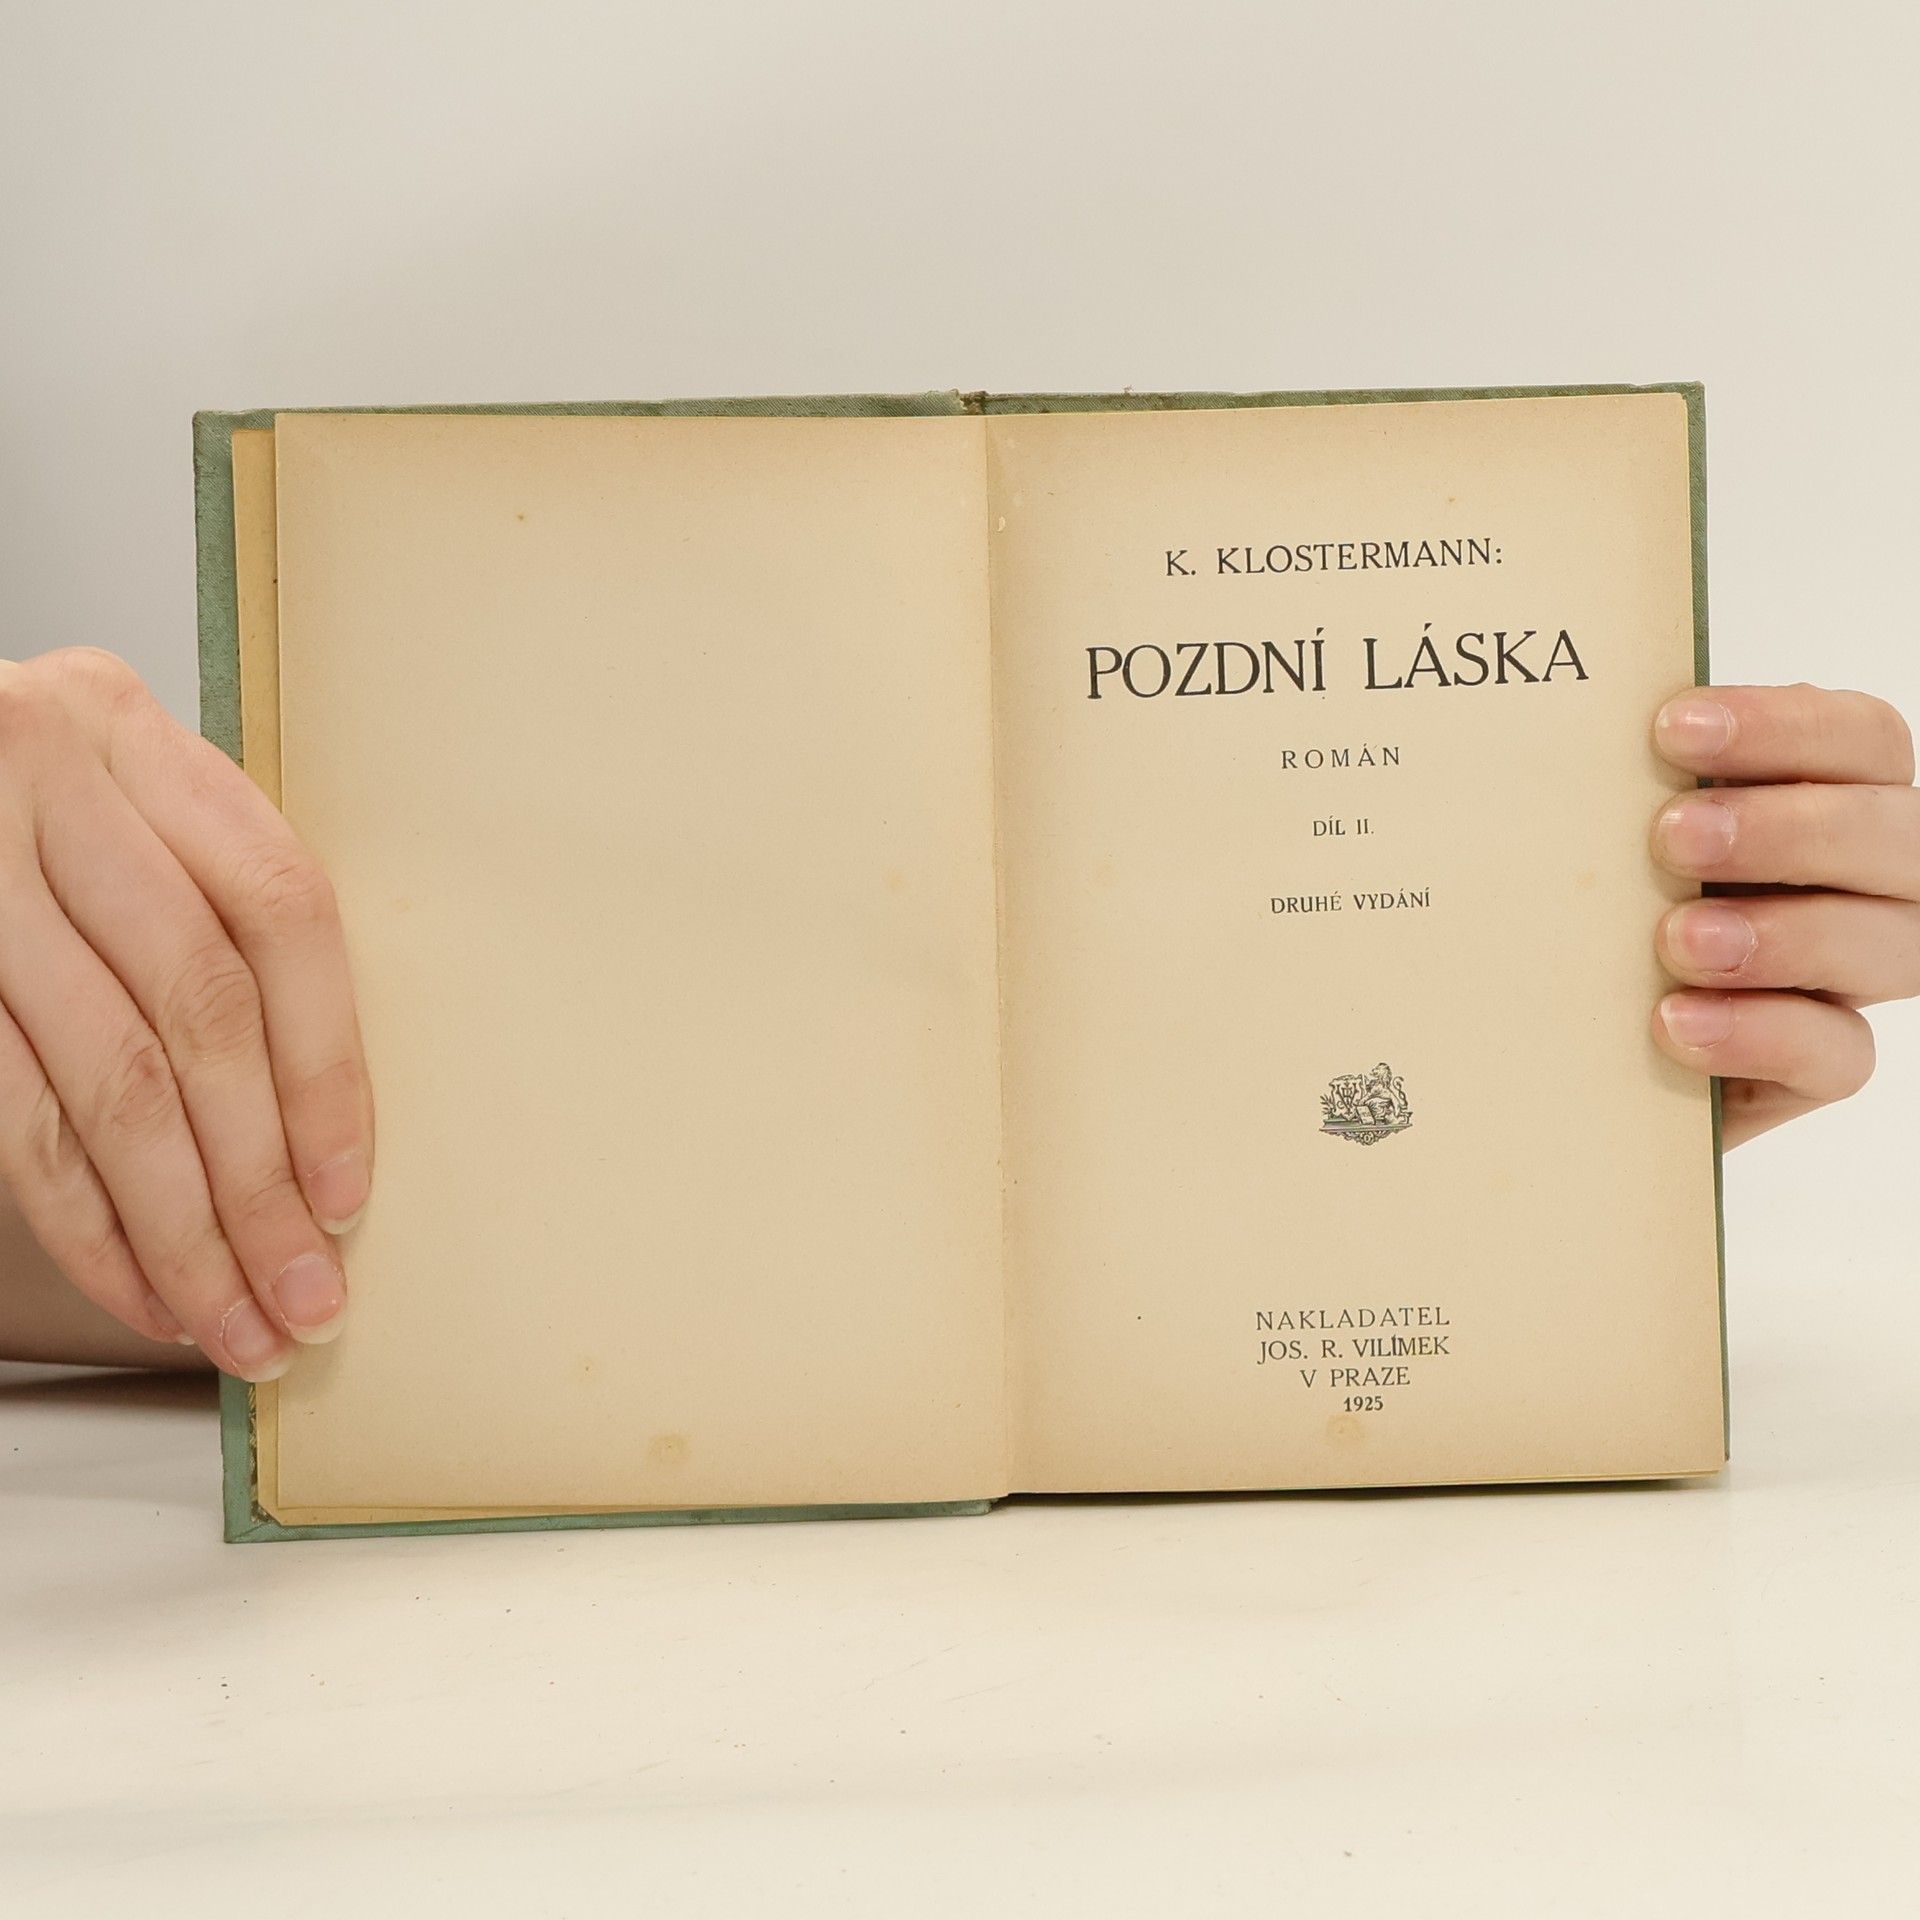 K. KLOSTERMANN:
POZDNÍ LÁSKA
ROMÁN
DÍL II.
DRUHÉ VYDÁNÍ
NAKLADATEL
JOS. R. VILÍMEK
V PRAZE
1925